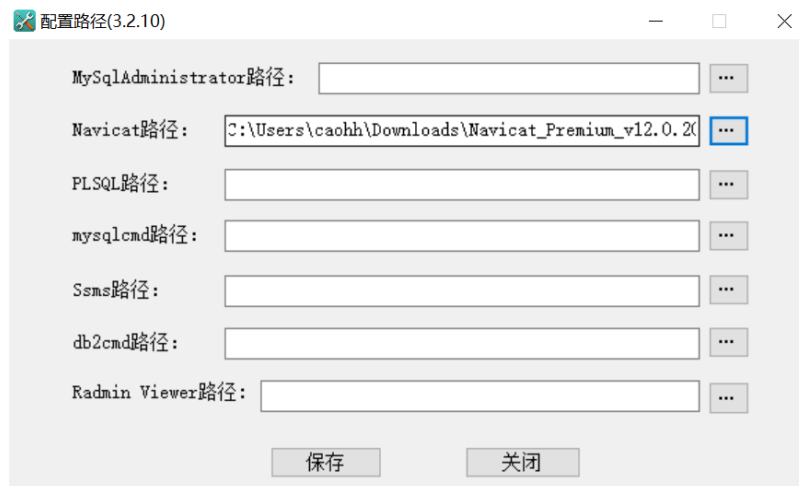 配置路径(3.2.10)
MySqlAdministrator路径：
Navicat路径： C:\Users\caohh\Downloads\Navicat_Premium_v12.0.20 ...
PLSQL路径： ...
mysqlcmd路径： ...
Ssms路径： ...
db2cmd路径： ...
Radmin Viewer路径： ...
保存 关闭